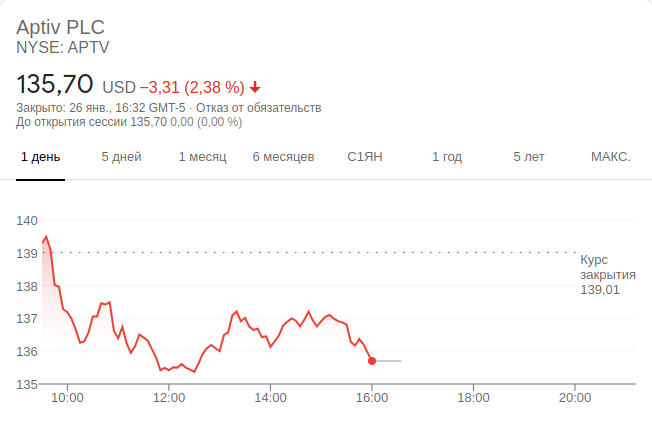 Aptiv PLC
NYSE: APTV
135,70 USD −3,31 (2,38 %)
Закрыто: 26 янв., 16:32 GMT-5 · Отказ от обязательств
До открытия сессии 135,70 0,00 (0,00 %)
1 день 5 дней 1 месяц 6 месяцев С1ЯН 1 год 5 лет МАКС.
140
139
138
137
136
135
Курс
закрытия
139,01
10:00 12:00 14:00 16:00 18:00 20:00